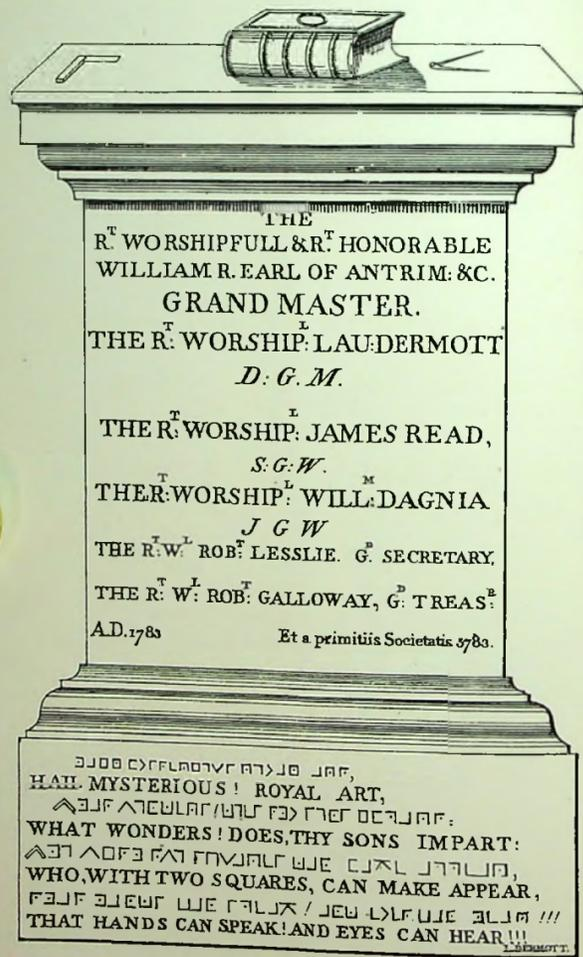 THE
R.T WORSHIPFULL & R.T HONORABLE
WILLIAM R. EARL OF ANTRIM: &C.
GRAND MASTER.
THE R:T WORSHIP:L LAU:DERMOTT
D: G. M.
THE R:T WORSHIP:L JAMES READ,
S: G: W.
THE R:T WORSHIP:L WILL:M DAGNIA
J G W
THE R:T W:L ROB:T LESSLIE. G:D SECRETARY,
THE R:T W:L ROB:T GALLOWAY, G:D TREAS:R
A.D. 1783 Et a primitiis Societatis 5783.
HAIL MYSTERIOUS! ROYAL ART,
WHAT WONDERS! DOES, THY SONS IMPART:
WHO, WITH TWO SQUARES, CAN MAKE APPEAR,
THAT HANDS CAN SPEAK! AND EYES CAN HEAR!!!
L. DERMOTT.